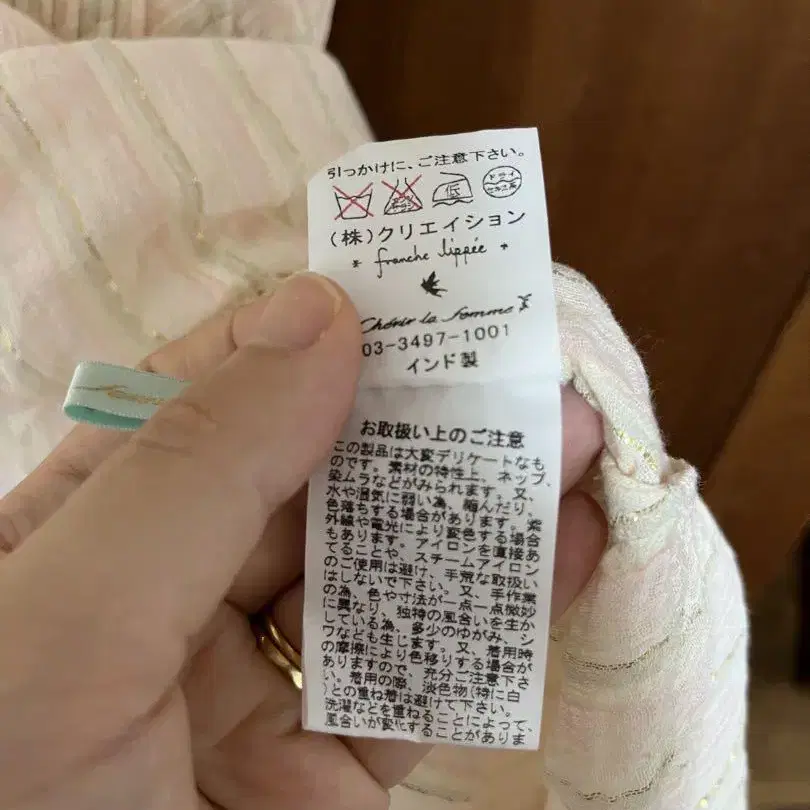 引っかけに、ご注意下さい。
低
ドライ
セキユ系
(株)クリエイション
franche lippée
Chérir la femme
03-3497-1001
インド製
お取扱い上のご注意
この製品は大変デリケートなも
のです。素材の特性上、ネップ、
染ムラなどがみられます。又、
水や湿気に弱い為、縮んだり、
色落ちする場合があります。紫
外線や電光により変色する場合
もあります。アイロンを直接あ
てることや、スチームアイロン
のご使用は避け、手荒な取扱い
はしないで下さい。又、手作業
の為、色や寸法が一点一点微妙
に異なり、独特の風合いを生か
している為、多少のゆがみ、シ
ワなども生じます。又、着用時
の摩擦により色移りする場合が
ありますので、充分ご注意下さ
い。着用の際、淡色物(特に白
)との重ね着は避けて下さい。
洗濯などを重ねることによって、
風合いが変化することがありま